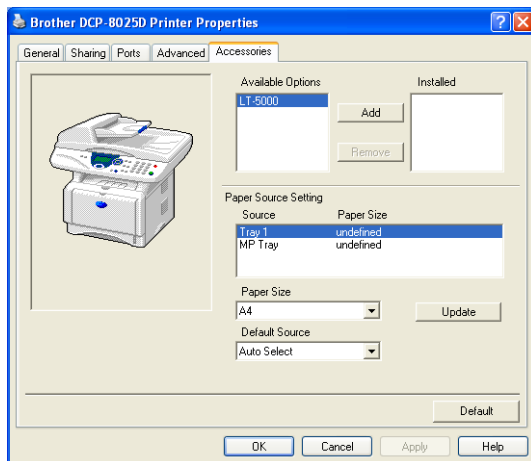 Brother DCP-8025D Printer Properties
General Sharing Ports Advanced Accessories
Available Options Installed
LT-5000
Add
Remove
Paper Source Setting
Source Paper Size
Tray 1 undefined
MP Tray undefined
Paper Size
A4 Update
Default Source
Auto Select
Default
OK Cancel Apply Help